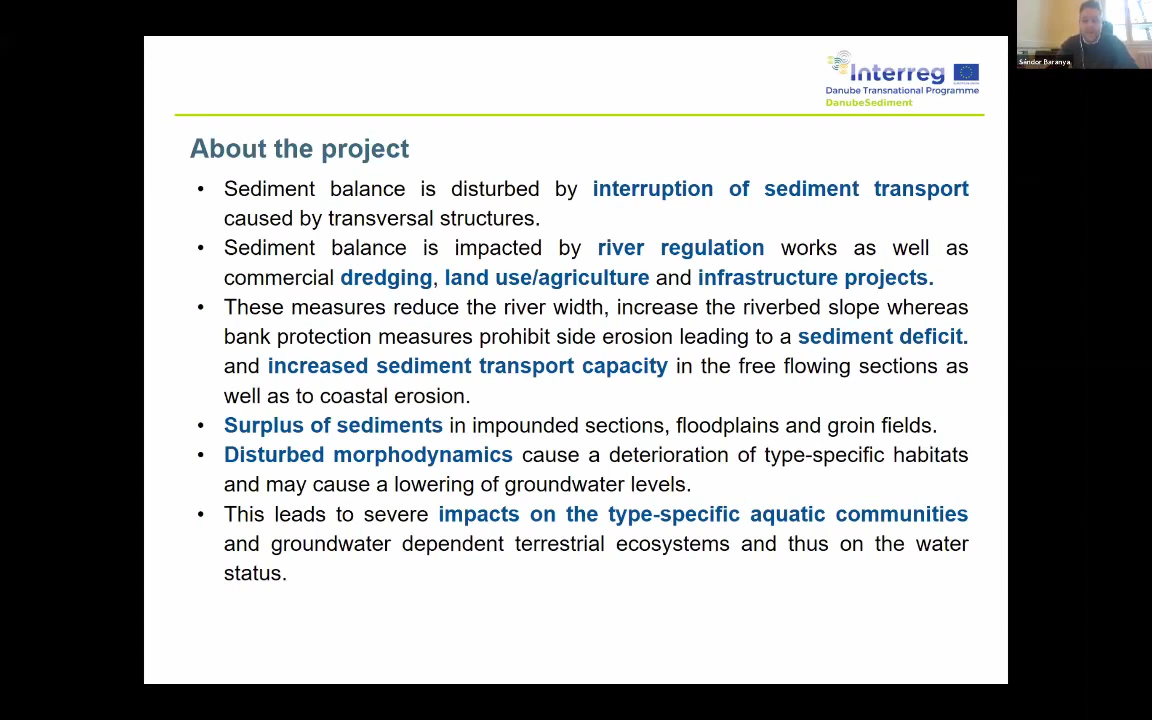 Sándor Baranya
Interreg
Danube Transnational Programme
DanubeSediment
About the project
• Sediment balance is disturbed by interruption of sediment transport
caused by transversal structures.
• Sediment balance is impacted by river regulation works as well as
commercial dredging, land use/agriculture and infrastructure projects.
• These measures reduce the river width, increase the riverbed slope whereas
bank protection measures prohibit side erosion leading to a sediment deficit.
and increased sediment transport capacity in the free flowing sections as
well as to coastal erosion.
• Surplus of sediments in impounded sections, floodplains and groin fields.
• Disturbed morphodynamics cause a deterioration of type-specific habitats
and may cause a lowering of groundwater levels.
• This leads to severe impacts on the type-specific aquatic communities
and groundwater dependent terrestrial ecosystems and thus on the water
status.